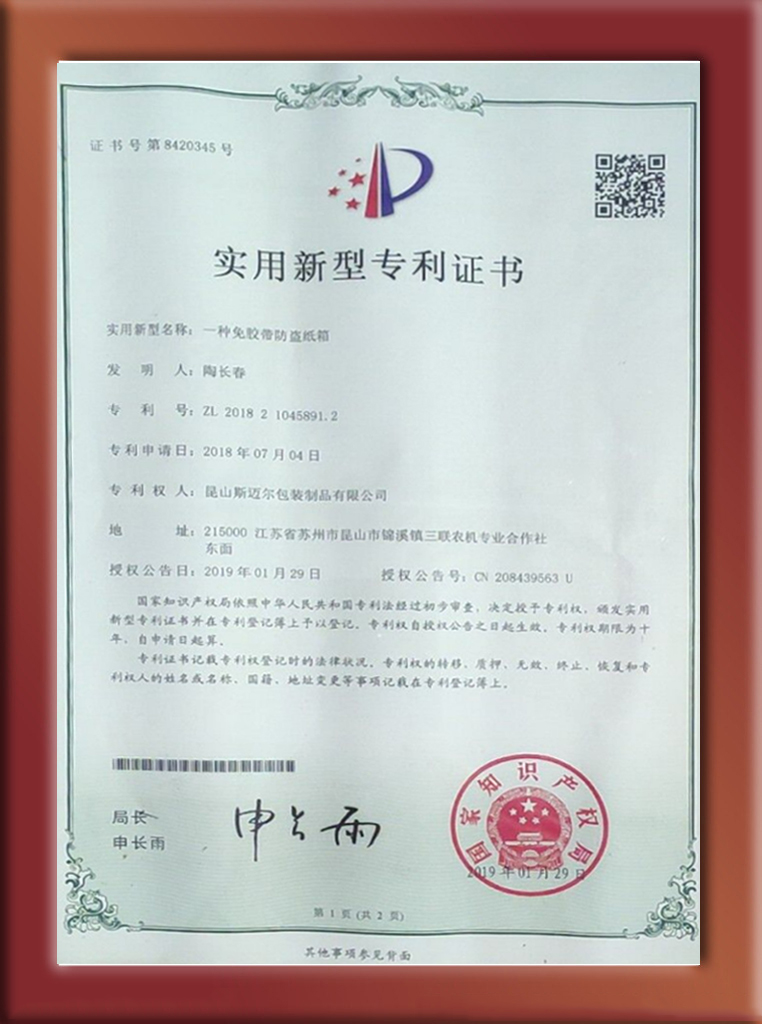 证书号第8420345号
实用新型专利证书
实用新型名称：一种免胶带防盗纸箱
发明人：陶长春
专利号：ZL 2018 2 1045891.2
专利申请日：2018年07月04日
专利权人：昆山斯迈尔包装制品有限公司
地址：215000 江苏省苏州市昆山市锦溪镇三联农机专业合作社
东面
授权公告日：2019年01月29日 授权公告号：CN 208439563 U
国家知识产权局依照中华人民共和国专利法经过初步审查，决定授予专利权，颁发实用
新型专利证书并在专利登记簿上予以登记。专利权自授权公告之日起生效。专利权期限为十
年，自申请日起算。
专利证书记载专利权登记时的法律状况。专利权的转移、质押、无效、终止、恢复和专
利权人的姓名或名称、国籍、地址变更等事项记载在专利登记簿上。
局长
申长雨
申长雨
国家知识产权局
2019年01月29日
第 1 页 (共 2 页)
其他事项参见背面